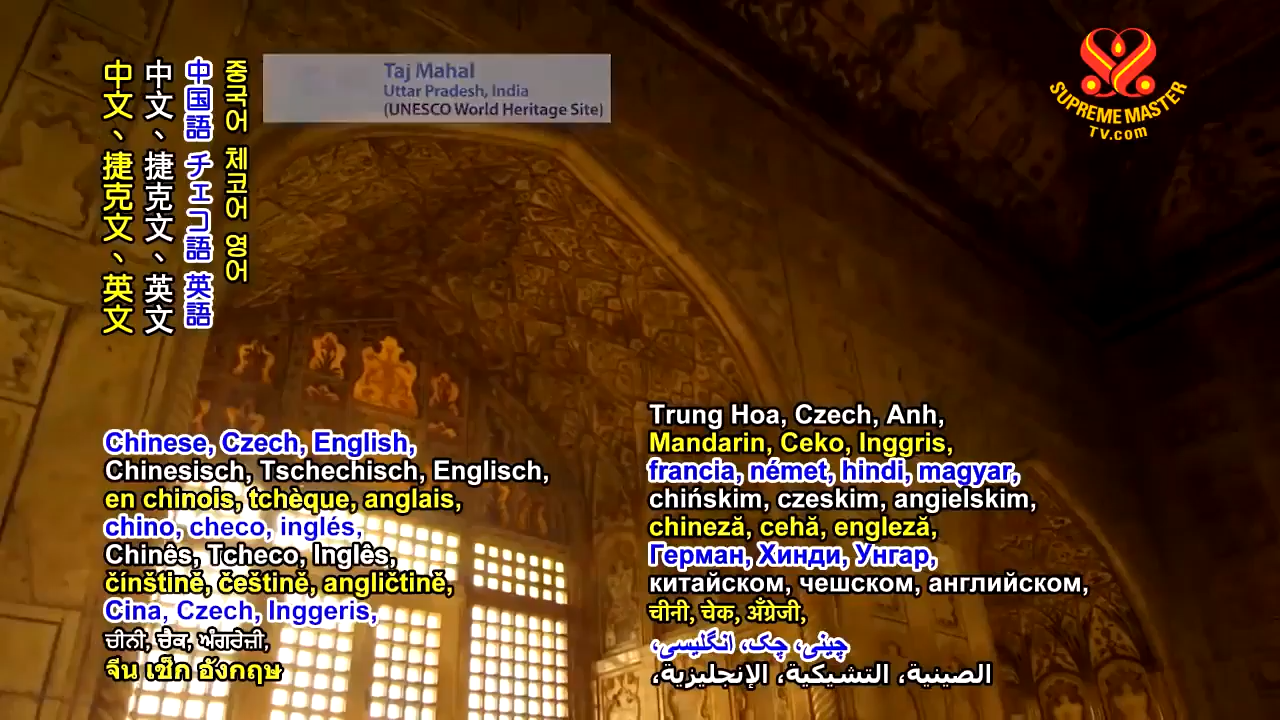 中文、捷克文、英文
中文、捷克文、英文
中国語 チェコ語 英語
중국어 체코어 영어
Taj Mahal
Uttar Pradesh, India
(UNESCO World Heritage Site)
SUPREME MASTER
TV.com
Chinese, Czech, English,
Chinesisch, Tschechisch, Englisch,
en chinois, tchèque, anglais,
chino, checo, inglés,
Chinês, Tcheco, Inglês,
čínštině, češtině, angličtině,
Cina, Czech, Inggeris,
ਚੀਨੀ, ਚੈਕ, ਅੰਗਰੇਜ਼ੀ,
จีน เช็ก อังกฤษ
Trung Hoa, Czech, Anh,
Mandarin, Ceko, Inggris,
francia, német, hindi, magyar,
chińskim, czeskim, angielskim,
chineză, cehă, engleză,
Герман, Хинди, Унгар,
китайском, чешском, английском,
चीनी, चेक, अँग्रेजी,
چینی، چک، انگلیسی،
الصينية، التشيكية، الإنجليزية،